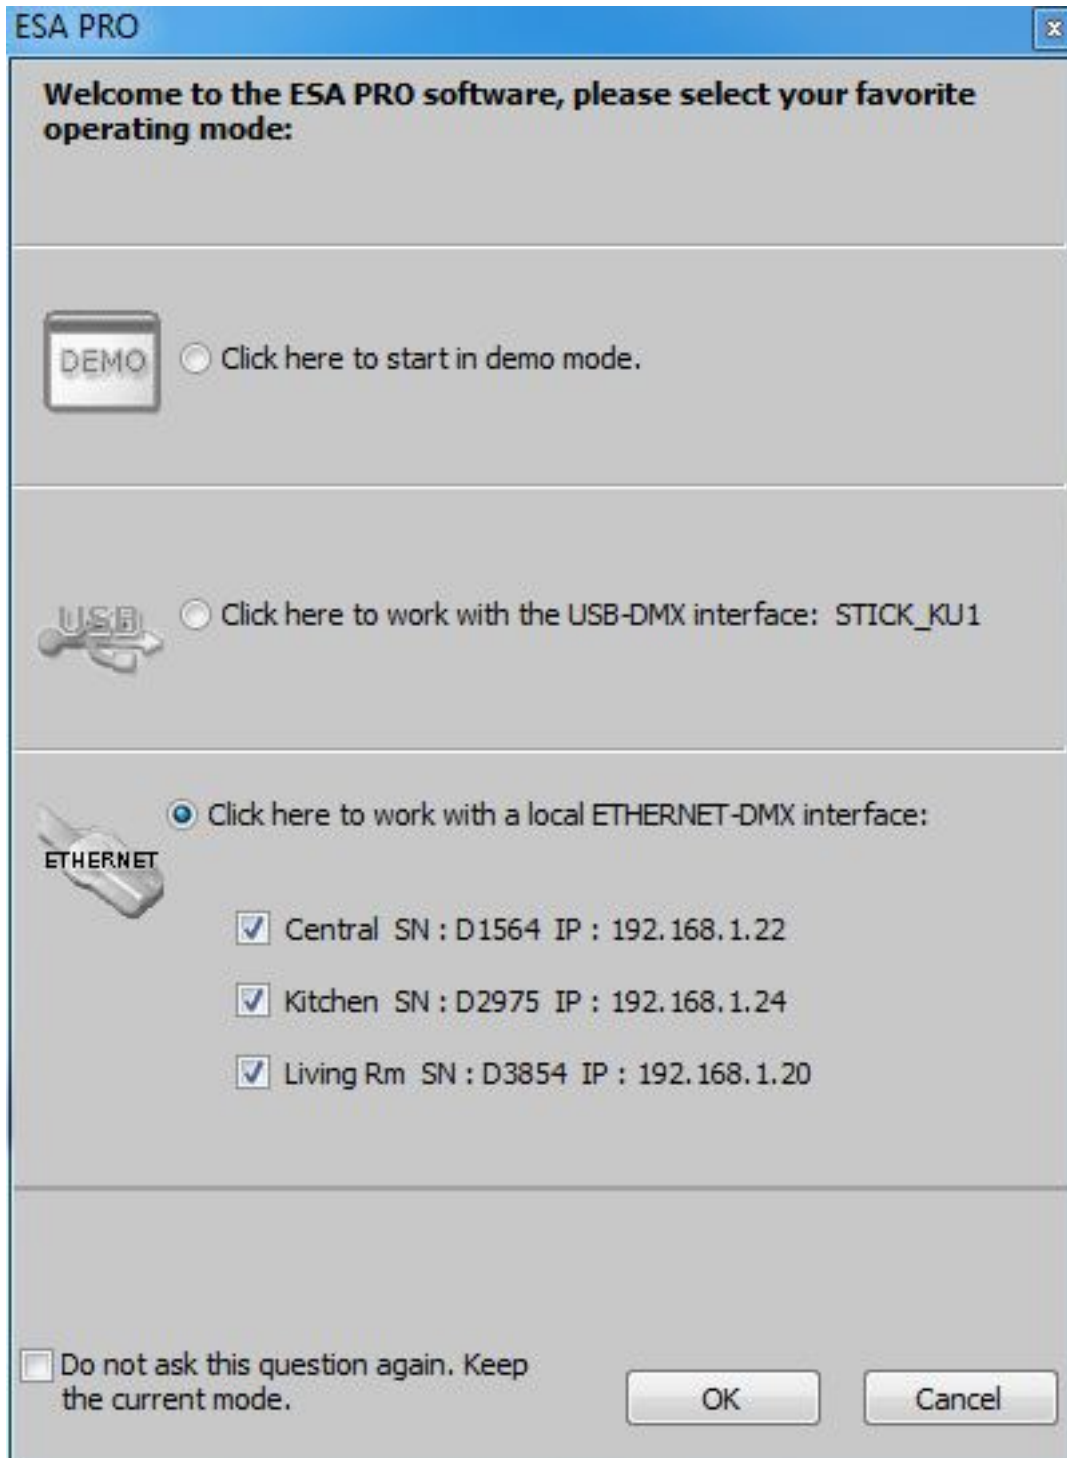 ESA PRO
x
Welcome to the ESA PRO software, please select your favorite
operating mode:
DEMO
Click here to start in demo mode.
USB
Click here to work with the USB-DMX interface: STICK_KU1
Click here to work with a local ETHERNET-DMX interface:
ETHERNET
Central SN : D1564 IP : 192.168.1.22
Kitchen SN : D2975 IP : 192.168.1.24
Living Rm SN : D3854 IP : 192.168.1.20
Do not ask this question again. Keep
the current mode.
OK
Cancel